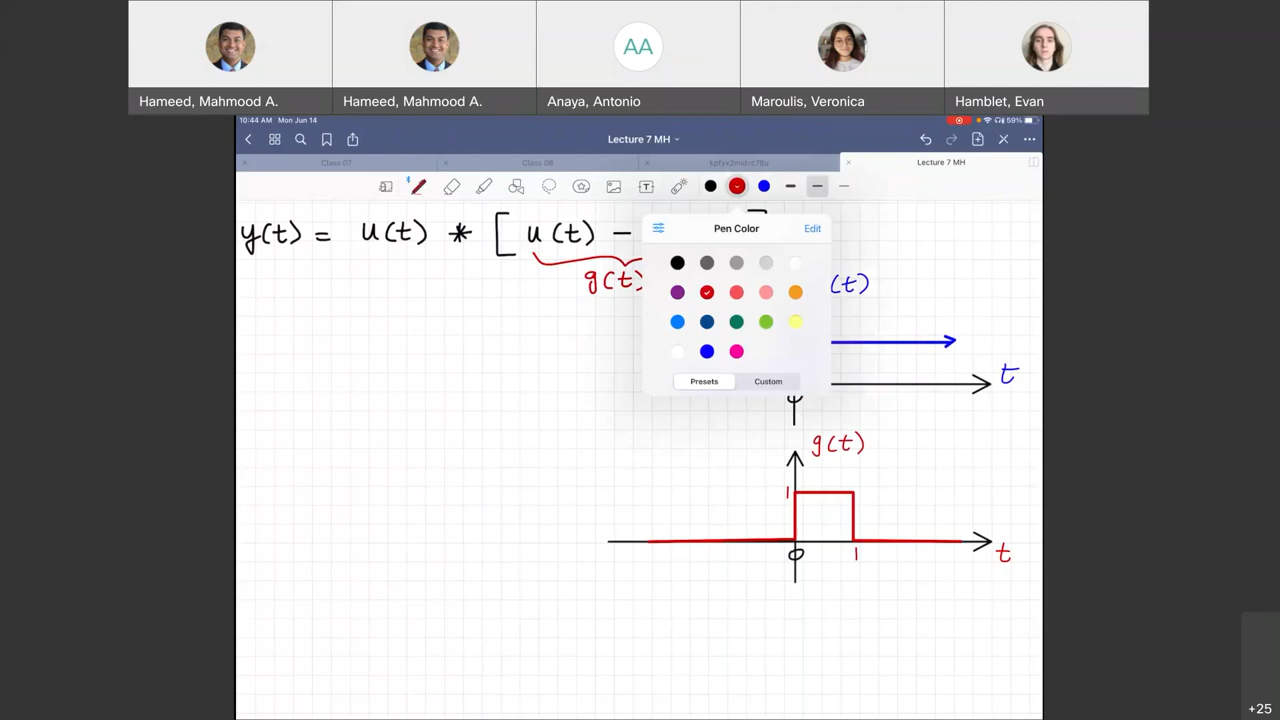 AA
Hameed, Mahmood A.
Hameed, Mahmood A.
Anaya, Antonio
Maroulis, Veronica
Hamblet, Evan
10:44 AM Mon Jun 14
59%
Lecture 7 MH
Class 07
Class 08
Lecture 7 MH
y(t) = u(t) * [ u(t) -
g(t)
Pen Color
Edit
Presets
Custom
(t)
t
g(t)
1
0
1
t
+25